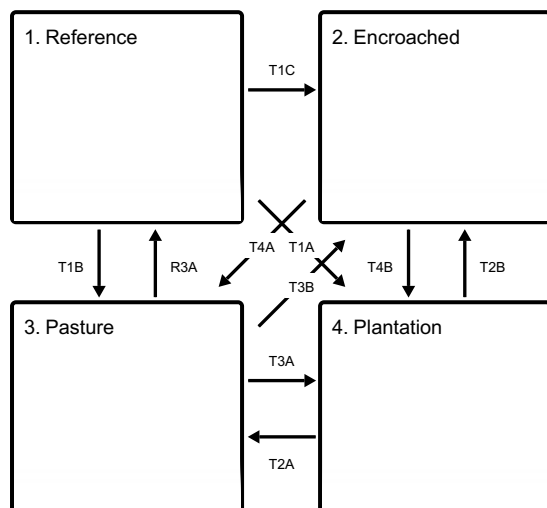 1. Reference
2. Encroached
T1C
T4A
T1A
T1B
R3A
T3B
T4B
T2B
3. Pasture
4. Plantation
T3A
T2A